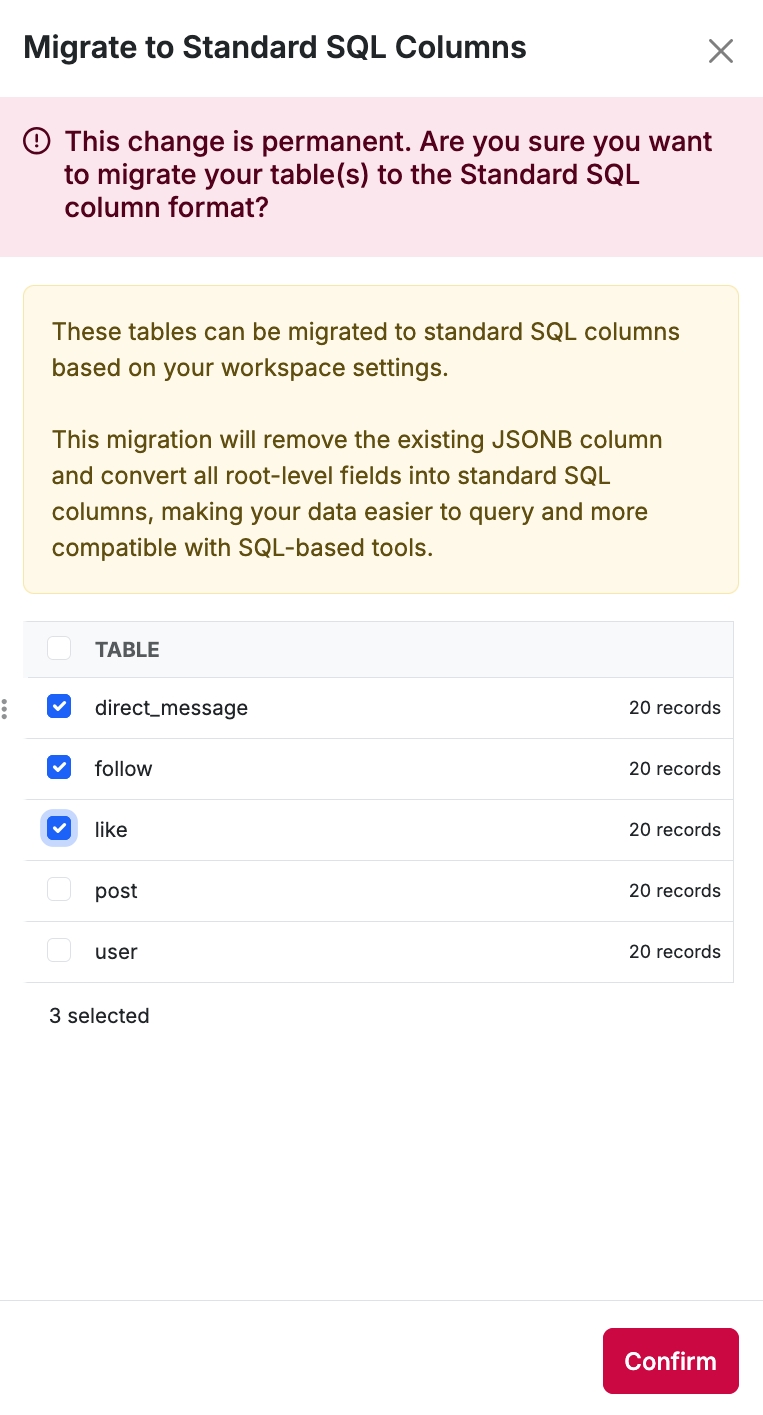 Migrate to Standard SQL Columns
This change is permanent. Are you sure you want
to migrate your table(s) to the Standard SQL
column format?
These tables can be migrated to standard SQL columns
based on your workspace settings.
This migration will remove the existing JSONB column
and convert all root-level fields into standard SQL
columns, making your data easier to query and more
compatible with SQL-based tools.
TABLE
direct_message 20 records
follow 20 records
like 20 records
post 20 records
user 20 records
3 selected
Confirm